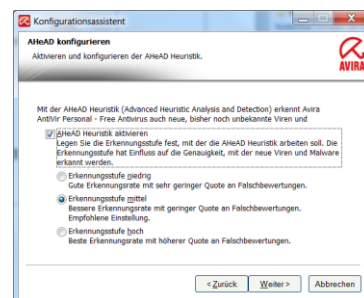 Konfigurationsassistent
AHeAD konfigurieren
Aktivieren und konfigurieren der AHeAD Heuristik.
AVIRA
Mit der AHeAD Heuristik (Advanced Heuristic Analysis and Detection) erkennt Avira
AntiVir Personal - Free Antivirus auch neue, bisher noch unbekannte Viren und
AHeAD Heuristik aktivieren
Legen Sie die Erkennungsstufe fest, mit der die AHeAD Heuristik arbeiten soll. Die
Erkennungsstufe hat Einfluss auf die Genauigkeit, mit der neue Viren und Malware
erkannt werden.
Erkennungsstufe niedrig
Gute Erkennungsrate mit sehr geringer Quote an Falschbewertungen.
Erkennungsstufe mittel
Bessere Erkennungsrate mit geringer Quote an Falschbewertungen.
Empfohlene Einstellung.
Erkennungsstufe hoch
Beste Erkennungsrate mit höherer Quote an Falschbewertungen.
< Zurück
Weiter >
Abbrechen